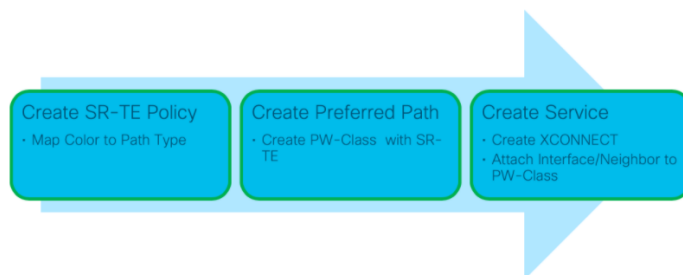 Create SR-TE Policy
• Map Color to Path Type
Create Preferred Path
• Create PW-Class with SR-
TE
Create Service
• Create XCONNECT
• Attach Interface/Neighbor to
PW-Class